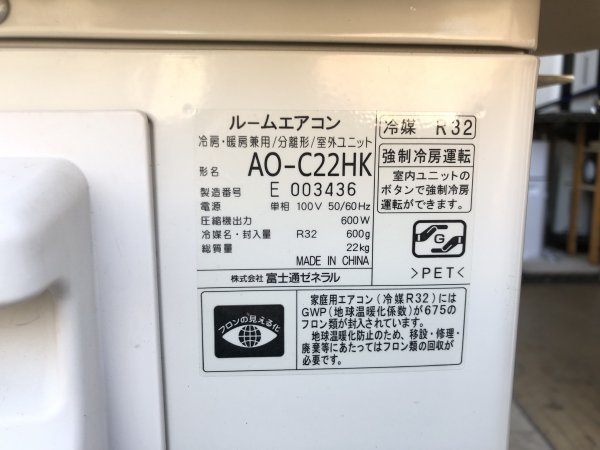 ルームエアコン
冷房・暖房兼用/分離形/室外ユニット
形名 AO-C22HK
製造番号 E 003436
電源 単相 100V 50/60Hz
圧縮機出力 600W
冷媒名・封入量 R32 600g
総質量 22kg
MADE IN CHINA
株式会社 富士通ゼネラル
冷媒 R32
強制冷房運転
室内ユニットの
ボタンで強制冷房
運転ができます。
G
>PET<
フロンの見える化
家庭用エアコン(冷媒R32)には
GWP(地球温暖化係数)が675の
フロン類が封入されています。
地球温暖化防止のため、移設・修理・
廃棄等にあたってはフロン類の回収が
必要です。